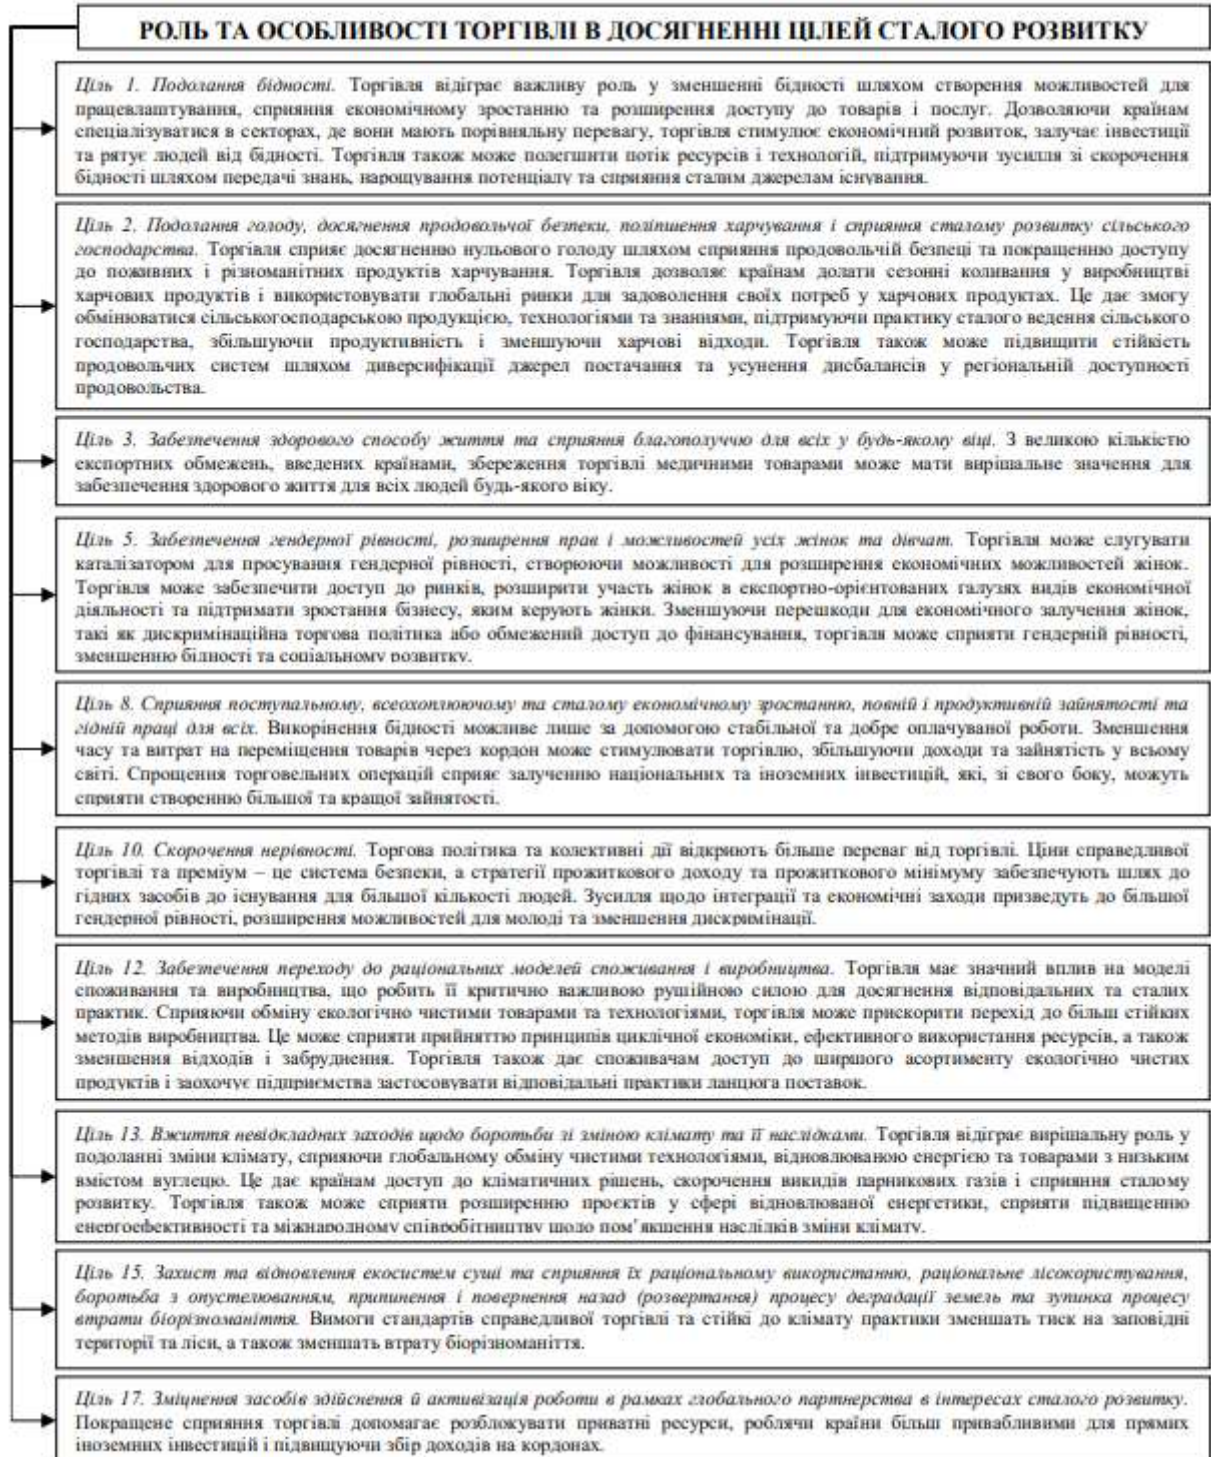 РОЛЬ ТА ОСОБЛИВОСТІ ТОРГІВЛІ В ДОСЯГНЕННІ ЦІЛЕЙ СТАЛОГО РОЗВИТКУ
Ціль 1. Подолання бідності. Торгівля відіграє важливу роль у зменшенні бідності шляхом створення можливостей для
працевлаштування, сприяння економічному зростанню та розширення доступу до товарів і послуг. Дозволяючи країнам
спеціалізуватися в секторах, де вони мають порівняльну перевагу, торгівля стимулює економічний розвиток, залучає інвестиції
та рятує людей від бідності. Торгівля також може полегшити потік ресурсів і технологій, підтримуючи зусилля зі скорочення
бідності шляхом передачі знань, нарощування потенціалу та сприяння сталим джерелам існування.
Ціль 2. Подолання голоду, досягнення продовольчої безпеки, поліпшення харчування і сприяння сталому розвитку сільського
господарства. Торгівля сприяє досягненню нульового голоду шляхом сприяння продовольчій безпеці та покращенню доступу
до поживних і різноманітних продуктів харчування. Торгівля дозволяє країнам долати сезонні коливання у виробництві
харчових продуктів і використовувати глобальні ринки для задоволення своїх потреб у харчових продуктах. Це дає змогу
обмінюватися сільськогосподарською продукцією, технологіями та знаннями, підтримуючи практику сталого ведення сільського
господарства, збільшуючи продуктивність і зменшуючи харчові відходи. Торгівля також може підвищити стійкість
продовольчих систем шляхом диверсифікації джерел постачання та усунення дисбалансів у регіональній доступності
продовольства.
Ціль 3. Забезпечення здорового способу життя та сприяння благополуччю для всіх у будь-якому віці. З великою кількістю
експортних обмежень, введених країнами, збереження торгівлі медичними товарами може мати вирішальне значення для
забезпечення здорового життя для всіх людей будь-якого віку.
Ціль 5. Забезпечення гендерної рівності, розширення прав і можливостей усіх жінок та дівчат. Торгівля може слугувати
каталізатором для просування гендерної рівності, створюючи можливості для розширення економічних можливостей жінок.
Торгівля може забезпечити доступ до ринків, розширити участь жінок в експортно-орієнтованих галузях видів економічної
діяльності та підтримати зростання бізнесу, яким керують жінки. Зменшуючи перешкоди для економічного залучення жінок,
такі як дискримінаційна торгова політика або обмежений доступ до фінансування, торгівля може сприяти гендерній рівності,
зменшенню бідності та соціальному розвитку.
Ціль 8. Сприяння поступальному, всеохоплюючому та сталому економічному зростанню, повній і продуктивній зайнятості та
гідній праці для всіх. Викорінення бідності можливе лише за допомогою стабільної та добре оплачуваної роботи. Зменшення
часу та витрат на переміщення товарів через кордон може стимулювати торгівлю, збільшуючи доходи та зайнятість у всьому
світі. Спрощення торговельних операцій сприяє залученню національних та іноземних інвестицій, які, зі свого боку, можуть
сприяти створенню більшої та кращої зайнятості.
Ціль 10. Скорочення нерівності. Торгова політика та колективні дії відкриють більше переваг від торгівлі. Ціни справедливої
торгівлі та преміум – це система безпеки, а стратегії прожиткового доходу та прожиткового мінімуму забезпечують шлях до
гідних засобів до існування для більшої кількості людей. Зусилля щодо інтеграції та економічні заходи призведуть до більшої
гендерної рівності, розширення можливостей для молоді та зменшення дискримінації.
Ціль 12. Забезпечення переходу до раціональних моделей споживання і виробництва. Торгівля має значний вплив на моделі
споживання та виробництва, що робить її критично важливою рушійною силою для досягнення відповідальних та сталих
практик. Сприяючи обміну екологічно чистими товарами та технологіями, торгівля може прискорити перехід до більш стійких
методів виробництва. Це може сприяти прийняттю принципів циклічної економіки, ефективного використання ресурсів, а також
зменшення відходів і забруднення. Торгівля також дає споживачам доступ до ширшого асортименту екологічно чистих
продуктів і заохочує підприємства застосовувати відповідальні практики ланцюга поставок.
Ціль 13. Вжиття невідкладних заходів щодо боротьби зі зміною клімату та її наслідками. Торгівля відіграє вирішальну роль у
подоланні зміни клімату, сприяючи глобальному обміну чистими технологіями, відновлюваною енергією та товарами з низьким
вмістом вуглецю. Це дає країнам доступ до кліматичних рішень, скорочення викидів парникових газів і сприяння сталому
розвитку. Торгівля також може сприяти розширенню проєктів у сфері відновлюваної енергетики, сприяти підвищенню
енергоефективності та міжнародному співробітництву щодо пом'якшення наслідків зміни клімату.
Ціль 15. Захист та відновлення екосистем суші та сприяння їх раціональному використанню, раціональне лісокористування,
боротьба з опустелюванням, припинення і повернення назад (розвертання) процесу деградації земель та зупинка процесу
втрати біорізноманіття. Вимоги стандартів справедливої торгівлі та стійкі до клімату практики зменшать тиск на заповідні
території та ліси, а також зменшать втрату біорізноманіття.
Ціль 17. Зміцнення засобів здійснення й активізація роботи в рамках глобального партнерства в інтересах сталого розвитку.
Покращене сприяння торгівлі допомагає розблокувати приватні ресурси, роблячи країни більш привабливими для прямих
іноземних інвестицій і підвищуючи збір доходів на кордонах.